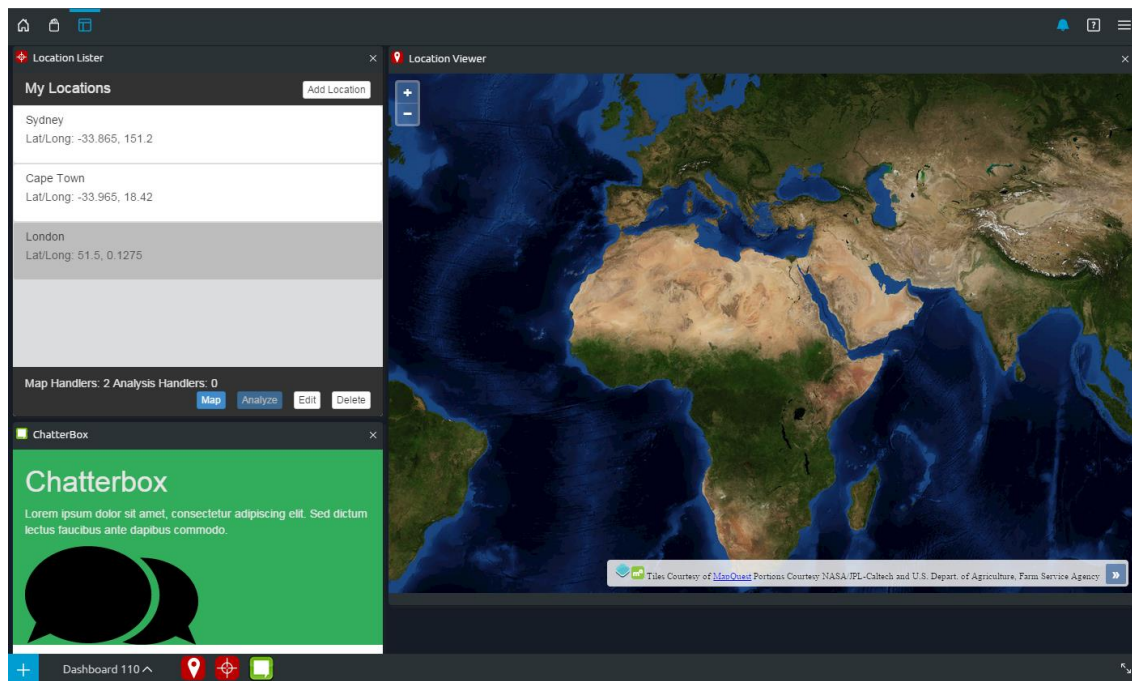 Location Lister
My Locations
Add Location
Sydney
Lat/Long: -33.865, 151.2
Cape Town
Lat/Long: -33.965, 18.42
London
Lat/Long: 51.5, 0.1275
Map Handlers: 2 Analysis Handlers: 0
Map Analyze Edit Delete
ChatterBox
Chatterbox
Lorem ipsum dolor sit amet, consectetur adipiscing elit. Sed dictum
lectus faucibus ante dapibus commodo.
Location Viewer
Tiles Courtesy of MapQuest Portions Courtesy NASA/JPL-Caltech and U.S. Depart. of Agriculture, Farm Service Agency
Dashboard 110